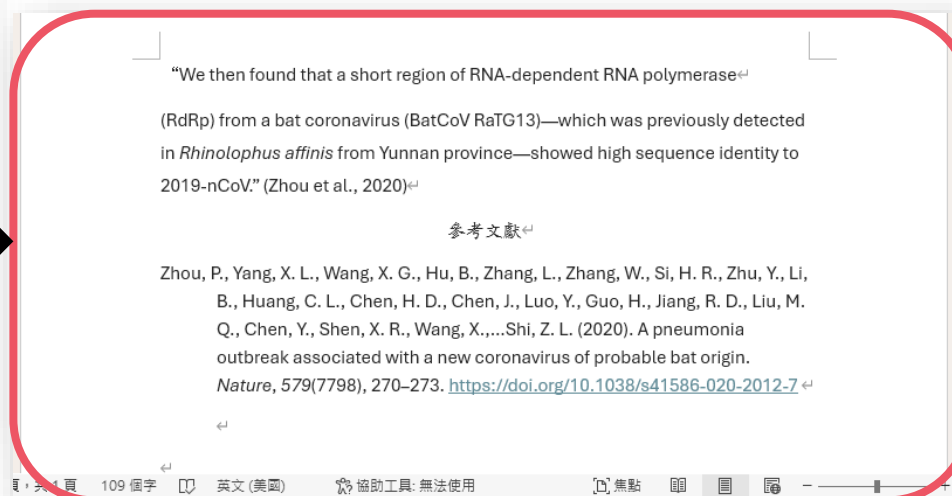 “We then found that a short region of RNA-dependent RNA polymerase
(RdRp) from a bat coronavirus (BatCoV RaTG13)—which was previously detected
in Rhinolophus affinis from Yunnan province—showed high sequence identity to
2019-nCoV.” (Zhou et al., 2020)
參考文獻
Zhou, P., Yang, X. L., Wang, X. G., Hu, B., Zhang, L., Zhang, W., Si, H. R., Zhu, Y., Li,
B., Huang, C. L., Chen, H. D., Chen, J., Luo, Y., Guo, H., Jiang, R. D., Liu, M.
Q., Chen, Y., Shen, X. R., Wang, X.,…Shi, Z. L. (2020). A pneumonia
outbreak associated with a new coronavirus of probable bat origin.
Nature, 579(7798), 270–273. https://doi.org/10.1038/s41586-020-2012-7
頁，共 1 頁 109 個字 英文 (美國) 協助工具: 無法使用 焦點